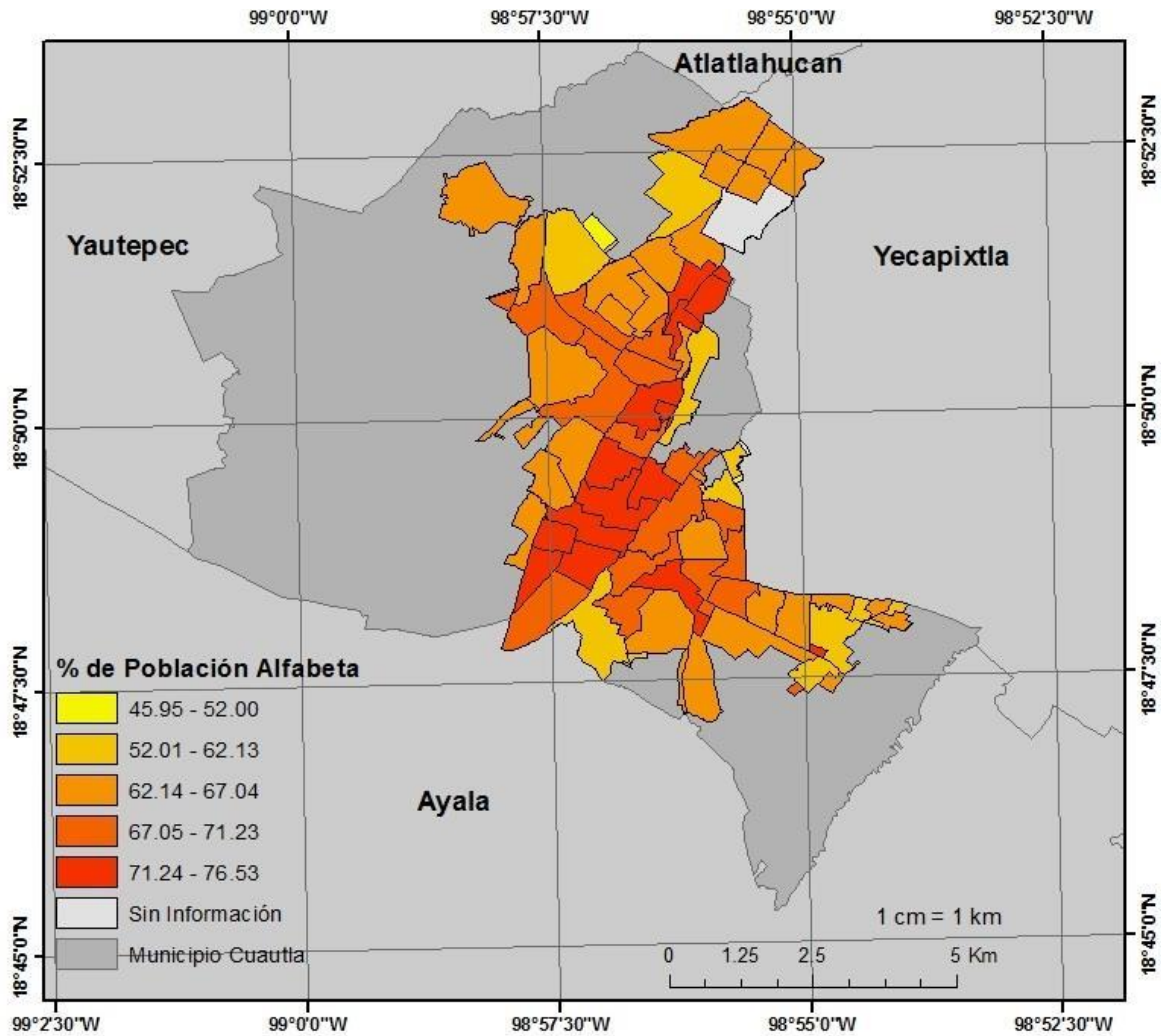 99°0'0"W 98°57'30"W 98°55'0"W 98°52'30"W
Atlatlahucan
18°52'30"N
18°52'30"N
Yautepec
Yecapixtla
18°50'0"N
18°50'0"N
18°47'30"N
18°47'30"N
% de Población Alfabeta
45.95 - 52.00
52.01 - 62.13
62.14 - 67.04
67.05 - 71.23
71.24 - 76.53
Sin Información
Municipio Cuautla
Ayala
1 cm = 1 km
0 1.25 2.5 5 Km
18°45'0"N
18°45'0"N
99°2'30"W 99°0'0"W 98°57'30"W 98°55'0"W 98°52'30"W